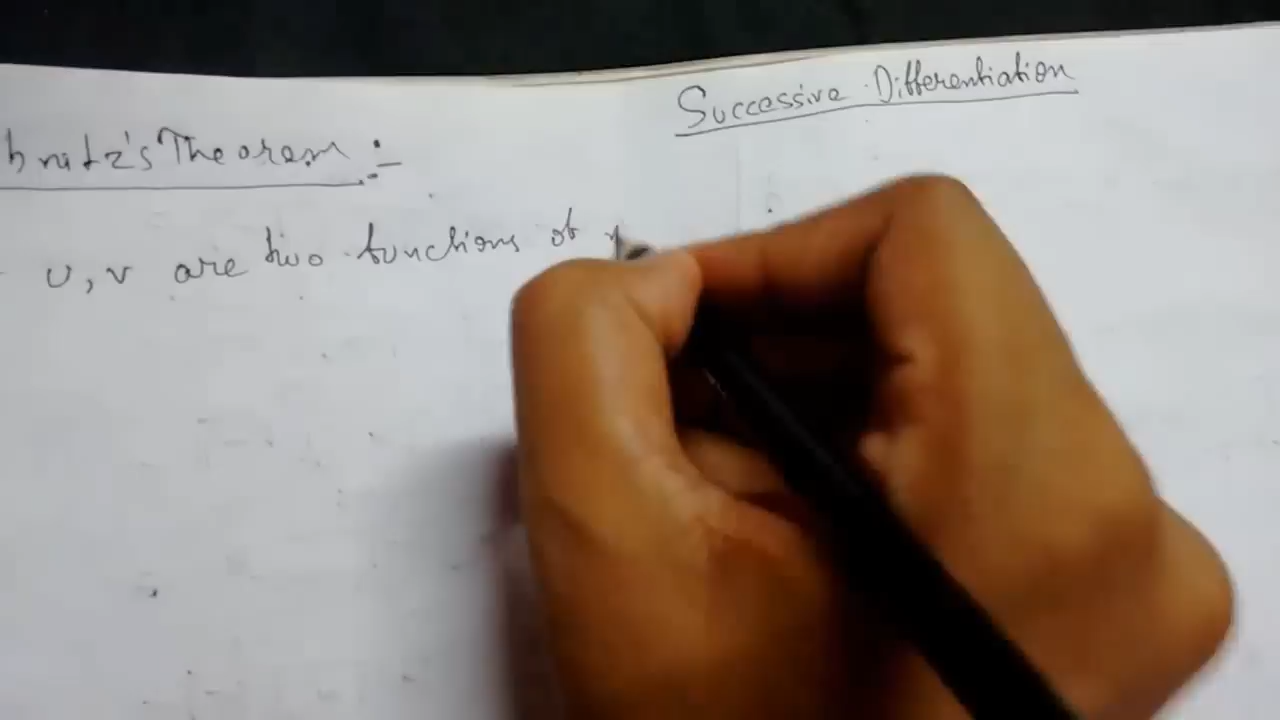 Successive Differentiation
bnitz's Theorem :-
U, V are two functions of